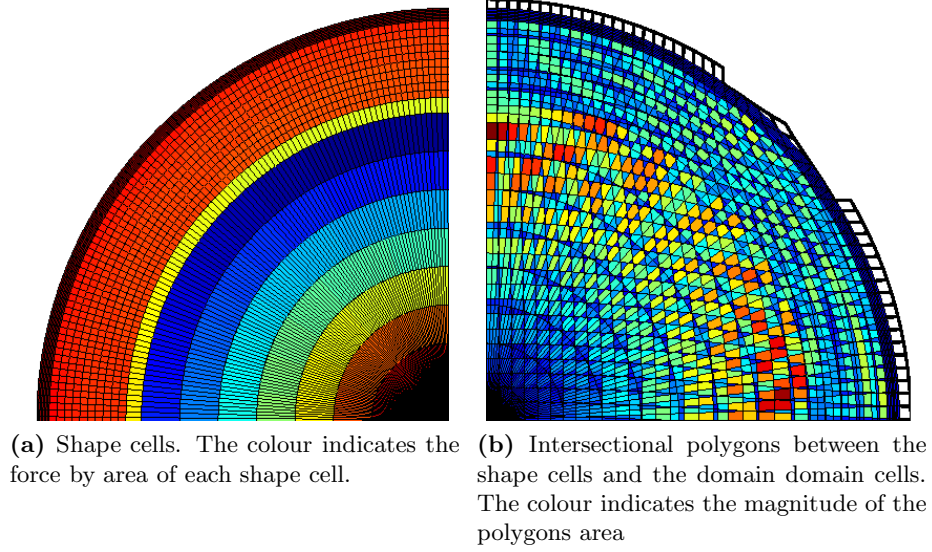 (a) Shape cells. The colour indicates the
force by area of each shape cell.
(b) Intersectional polygons between the
shape cells and the domain domain cells.
The colour indicates the magnitude of the
polygons area